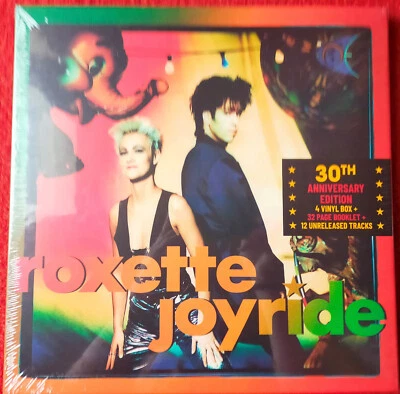 30TH
ANNIVERSARY
EDITION
4 VINYL BOX +
32 PAGE BOOKLET +
12 UNRELEASED TRACKS
roxette
joyride